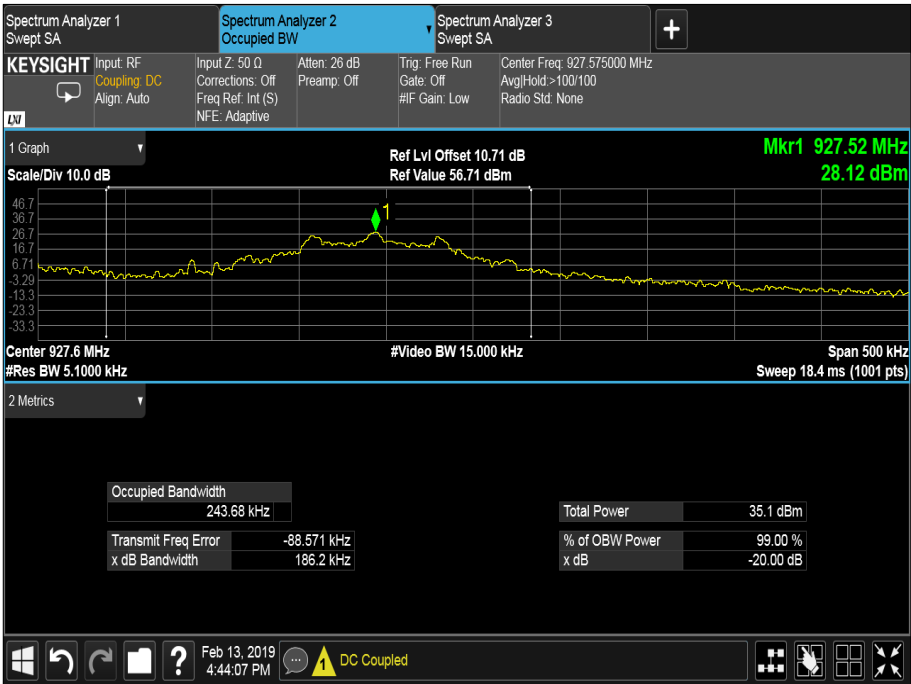 Spectrum Analyzer 1
Swept SA
Spectrum Analyzer 2
Occupied BW
Spectrum Analyzer 3
Swept SA
+
KEYSIGHT
LXI
Input: RF
Coupling: DC
Align: Auto
Input Z: 50 Ω
Corrections: Off
Freq Ref: Int (S)
NFE: Adaptive
Atten: 26 dB
Preamp: Off
Trig: Free Run
Gate: Off
#IF Gain: Low
Center Freq: 927.575000 MHz
Avg|Hold:>100/100
Radio Std: None
1 Graph
Scale/Div 10.0 dB
Ref Lvl Offset 10.71 dB
Ref Value 56.71 dBm
Mkr1 927.52 MHz
28.12 dBm
1
46.7
36.7
26.7
16.7
6.71
-3.29
-13.3
-23.3
-33.3
Center 927.6 MHz
#Res BW 5.1000 kHz
#Video BW 15.000 kHz
Span 500 kHz
Sweep 18.4 ms (1001 pts)
2 Metrics
Occupied Bandwidth
243.68 kHz
Transmit Freq Error -88.571 kHz
x dB Bandwidth 186.2 kHz
Total Power 35.1 dBm
% of OBW Power 99.00 %
x dB -20.00 dB
?
Feb 13, 2019
4:44:07 PM
1
DC Coupled